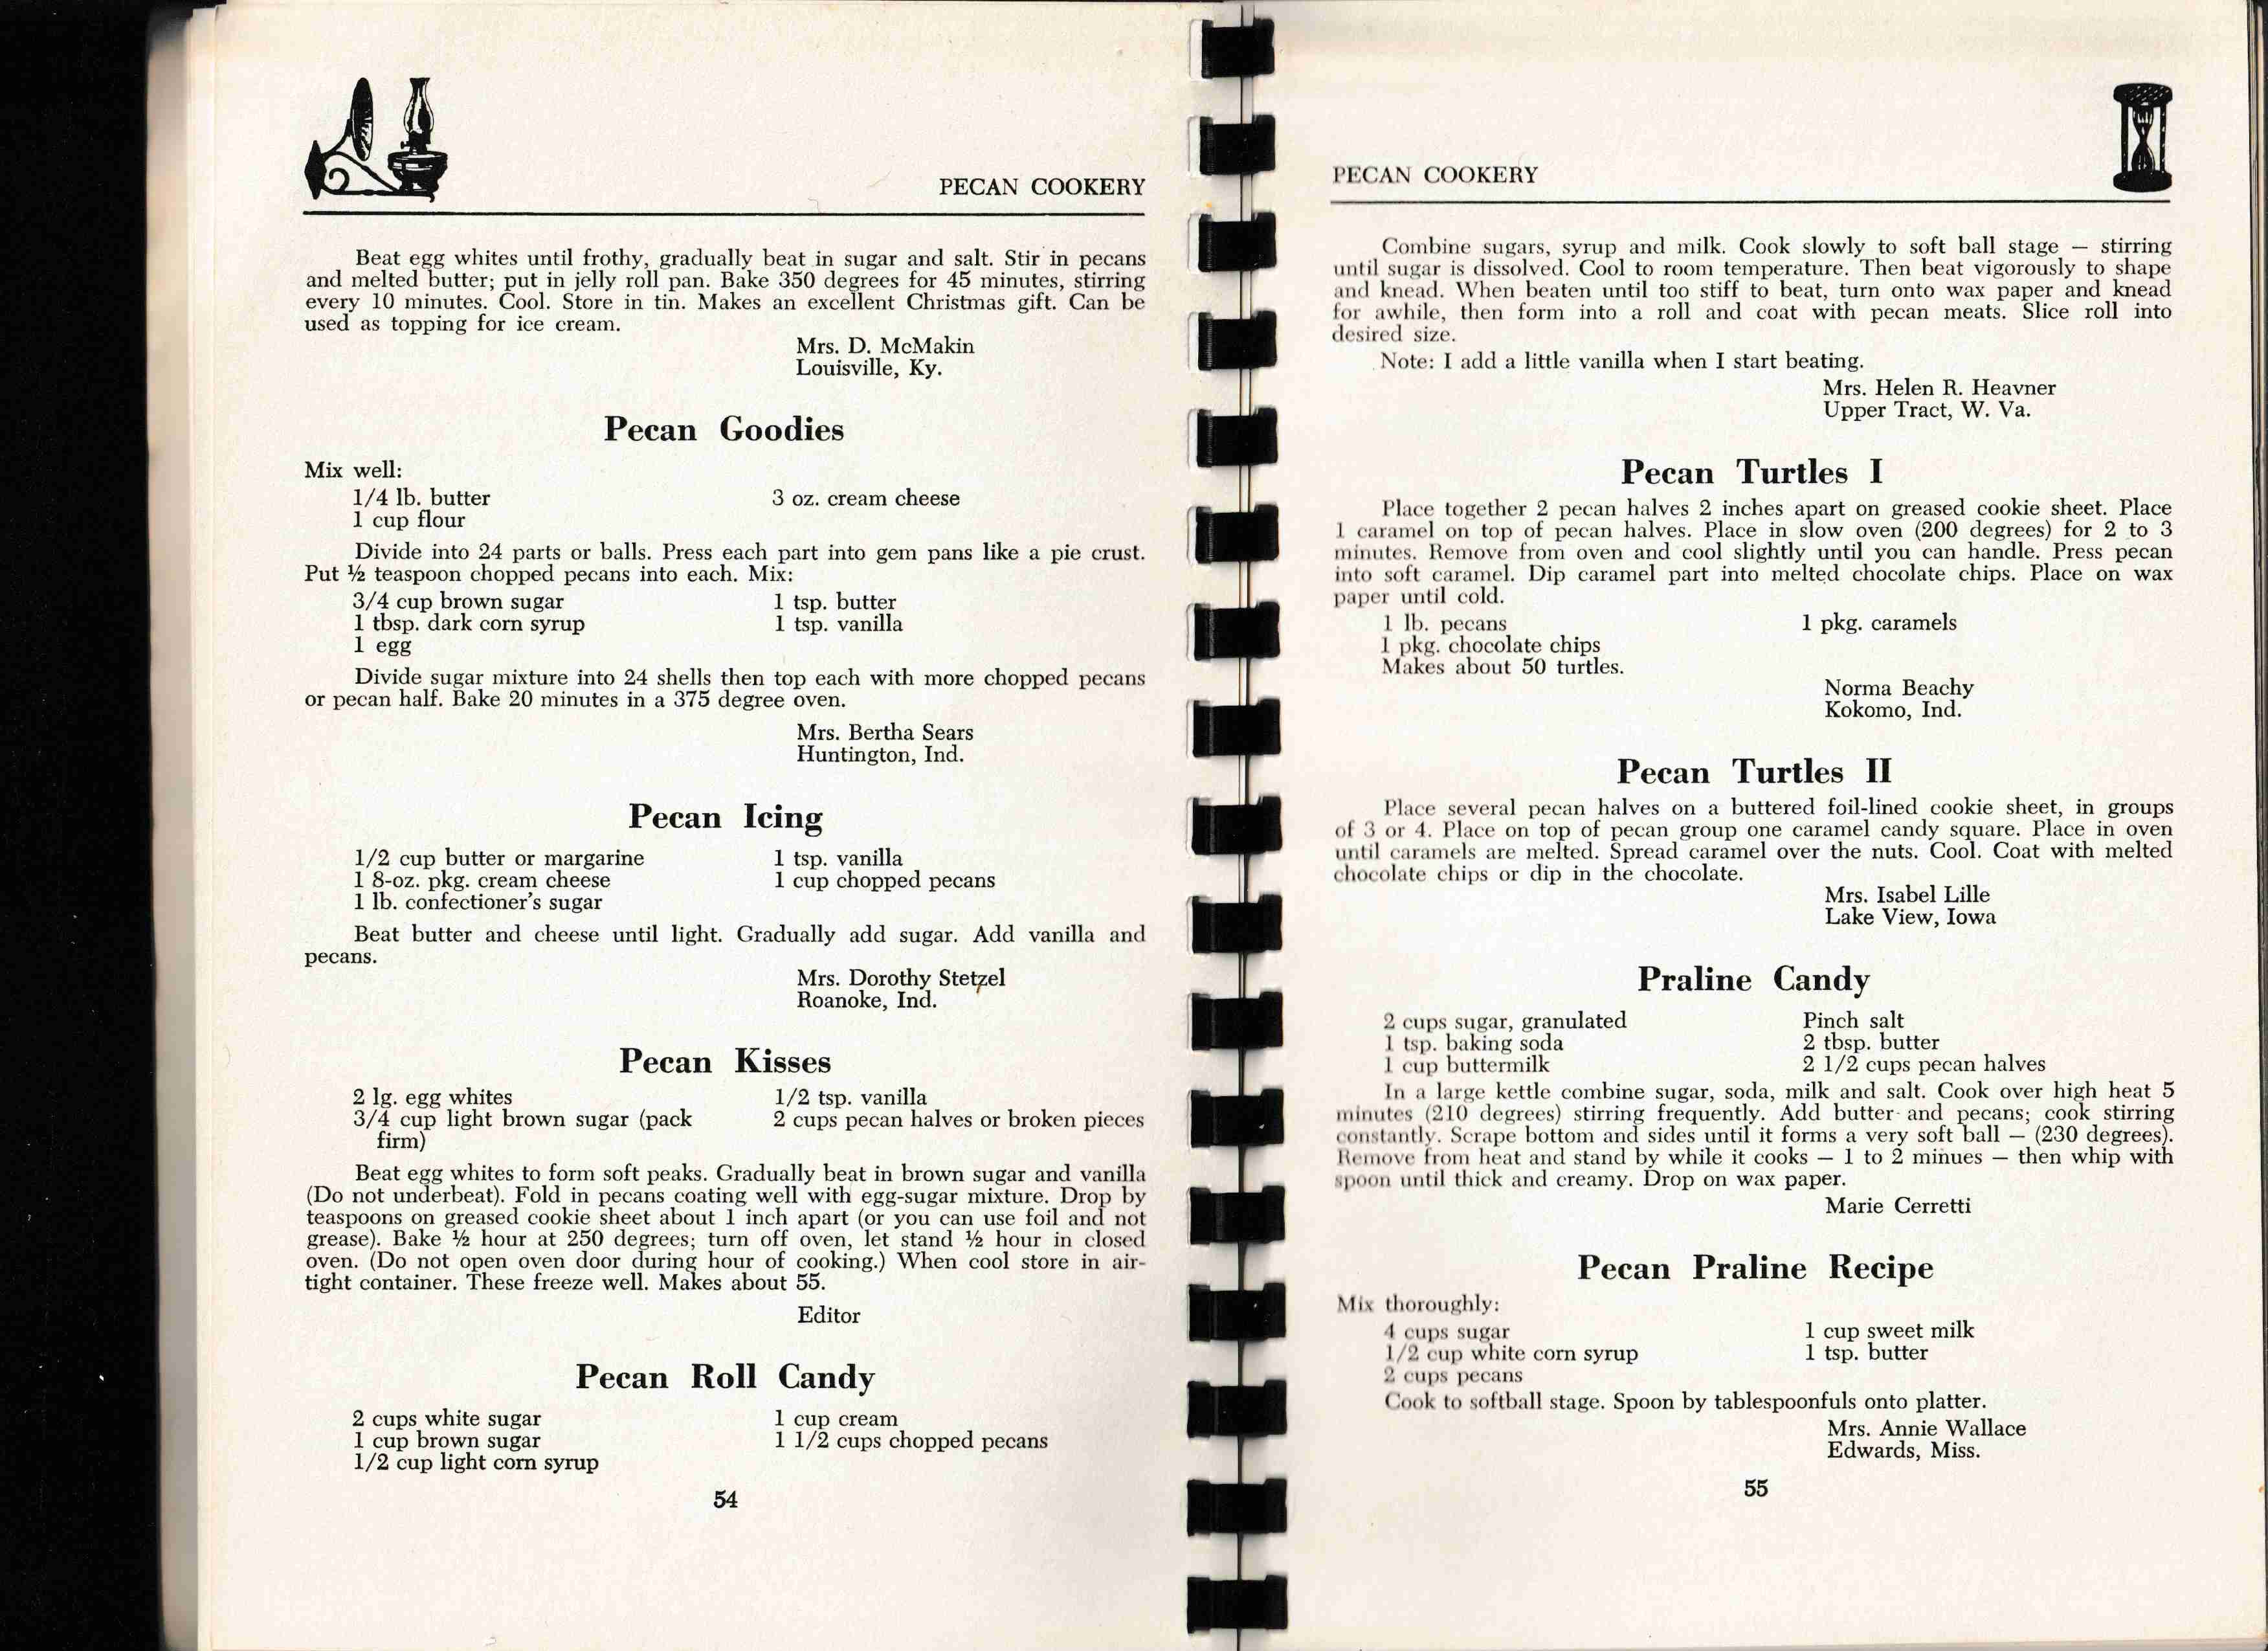 PECAN COOKERY
Beat egg whites until frothy, gradually beat in sugar and salt. Stir in pecans
and melted butter; put in jelly roll pan. Bake 350 degrees for 45 minutes, stirring
every 10 minutes. Cool. Store in tin. Makes an excellent Christmas gift. Can be
used as topping for ice cream.
Mrs. D. McMakin
Louisville, Ky.
Pecan Goodies
Mix well:
1/4 lb. butter 3 oz. cream cheese
1 cup flour
Divide into 24 parts or balls. Press each part into gem pans like a pie crust.
Put ½ teaspoon chopped pecans into each. Mix:
3/4 cup brown sugar 1 tsp. butter
1 tbsp. dark corn syrup 1 tsp. vanilla
1 egg
Divide sugar mixture into 24 shells then top each with more chopped pecans
or pecan half. Bake 20 minutes in a 375 degree oven.
Mrs. Bertha Sears
Huntington, Ind.
Pecan Icing
1/2 cup butter or margarine 1 tsp. vanilla
1 8-oz. pkg. cream cheese 1 cup chopped pecans
1 lb. confectioner's sugar
Beat butter and cheese until light. Gradually add sugar. Add vanilla and
pecans.
Mrs. Dorothy Stetzel
Roanoke, Ind.
Pecan Kisses
2 lg. egg whites 1/2 tsp. vanilla
3/4 cup light brown sugar (pack 2 cups pecan halves or broken pieces
firm)
Beat egg whites to form soft peaks. Gradually beat in brown sugar and vanilla
(Do not underbeat). Fold in pecans coating well with egg-sugar mixture. Drop by
teaspoons on greased cookie sheet about 1 inch apart (or you can use foil and not
grease). Bake ½ hour at 250 degrees; turn off oven, let stand ½ hour in closed
oven. (Do not open oven door during hour of cooking.) When cool store in air-
tight container. These freeze well. Makes about 55.
Editor
Pecan Roll Candy
2 cups white sugar 1 cup cream
1 cup brown sugar 1 1/2 cups chopped pecans
1/2 cup light corn syrup
54
PECAN COOKERY
Combine sugars, syrup and milk. Cook slowly to soft ball stage — stirring
until sugar is dissolved. Cool to room temperature. Then beat vigorously to shape
and knead. When beaten until too stiff to beat, turn onto wax paper and knead
for awhile, then form into a roll and coat with pecan meats. Slice roll into
desired size.
Note: I add a little vanilla when I start beating.
Mrs. Helen R. Heavner
Upper Tract, W. Va.
Pecan Turtles I
Place together 2 pecan halves 2 inches apart on greased cookie sheet. Place
1 caramel on top of pecan halves. Place in slow oven (200 degrees) for 2 to 3
minutes. Remove from oven and cool slightly until you can handle. Press pecan
into soft caramel. Dip caramel part into melted chocolate chips. Place on wax
paper until cold.
1 lb. pecans 1 pkg. caramels
1 pkg. chocolate chips
Makes about 50 turtles.
Norma Beachy
Kokomo, Ind.
Pecan Turtles II
Place several pecan halves on a buttered foil-lined cookie sheet, in groups
of 3 or 4. Place on top of pecan group one caramel candy square. Place in oven
until caramels are melted. Spread caramel over the nuts. Cool. Coat with melted
chocolate chips or dip in the chocolate.
Mrs. Isabel Lille
Lake View, Iowa
Praline Candy
2 cups sugar, granulated Pinch salt
1 tsp. baking soda 2 tbsp. butter
1 cup buttermilk 2 1/2 cups pecan halves
In a large kettle combine sugar, soda, milk and salt. Cook over high heat 5
minutes (210 degrees) stirring frequently. Add butter and pecans; cook stirring
constantly. Scrape bottom and sides until it forms a very soft ball — (230 degrees).
Remove from heat and stand by while it cooks — 1 to 2 minues — then whip with
spoon until thick and creamy. Drop on wax paper.
Marie Cerretti
Pecan Praline Recipe
Mix thoroughly:
4 cups sugar 1 cup sweet milk
1/2 cup white corn syrup 1 tsp. butter
2 cups pecans
Cook to softball stage. Spoon by tablespoonfuls onto platter.
Mrs. Annie Wallace
Edwards, Miss.
55